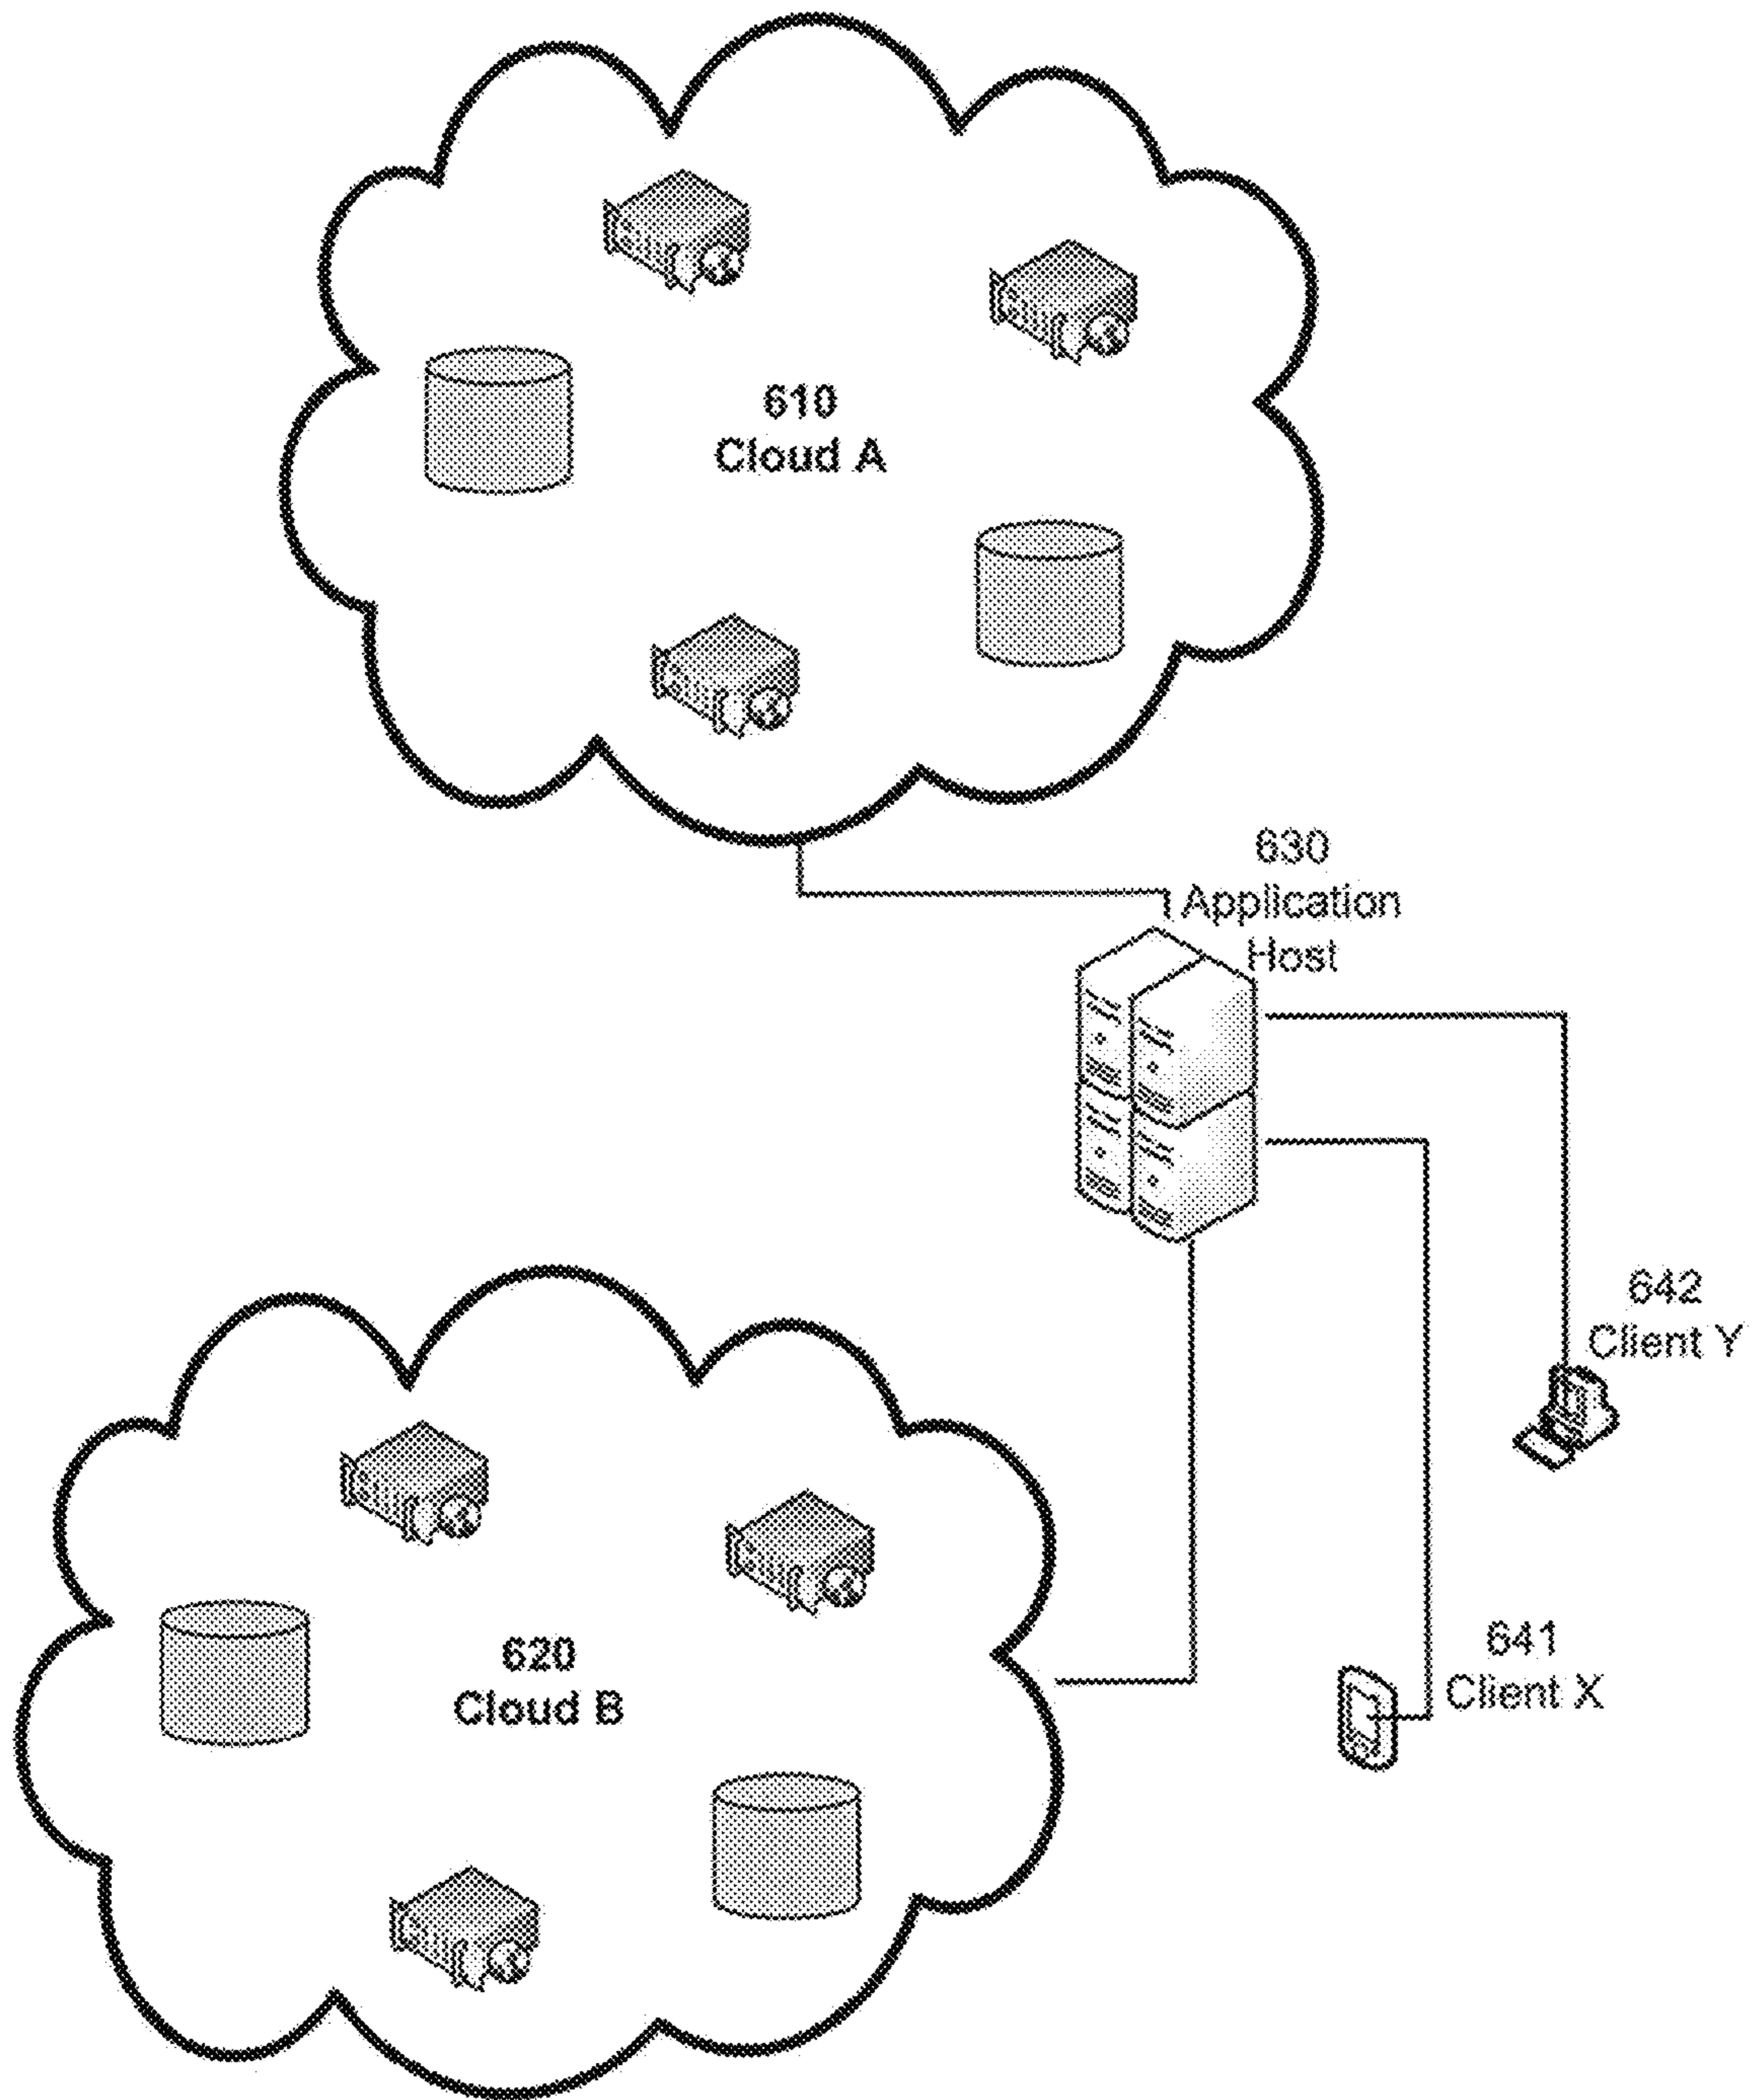 610
Cloud A
630
Application
Host
642
Client Y
620
Cloud B
641
Client X